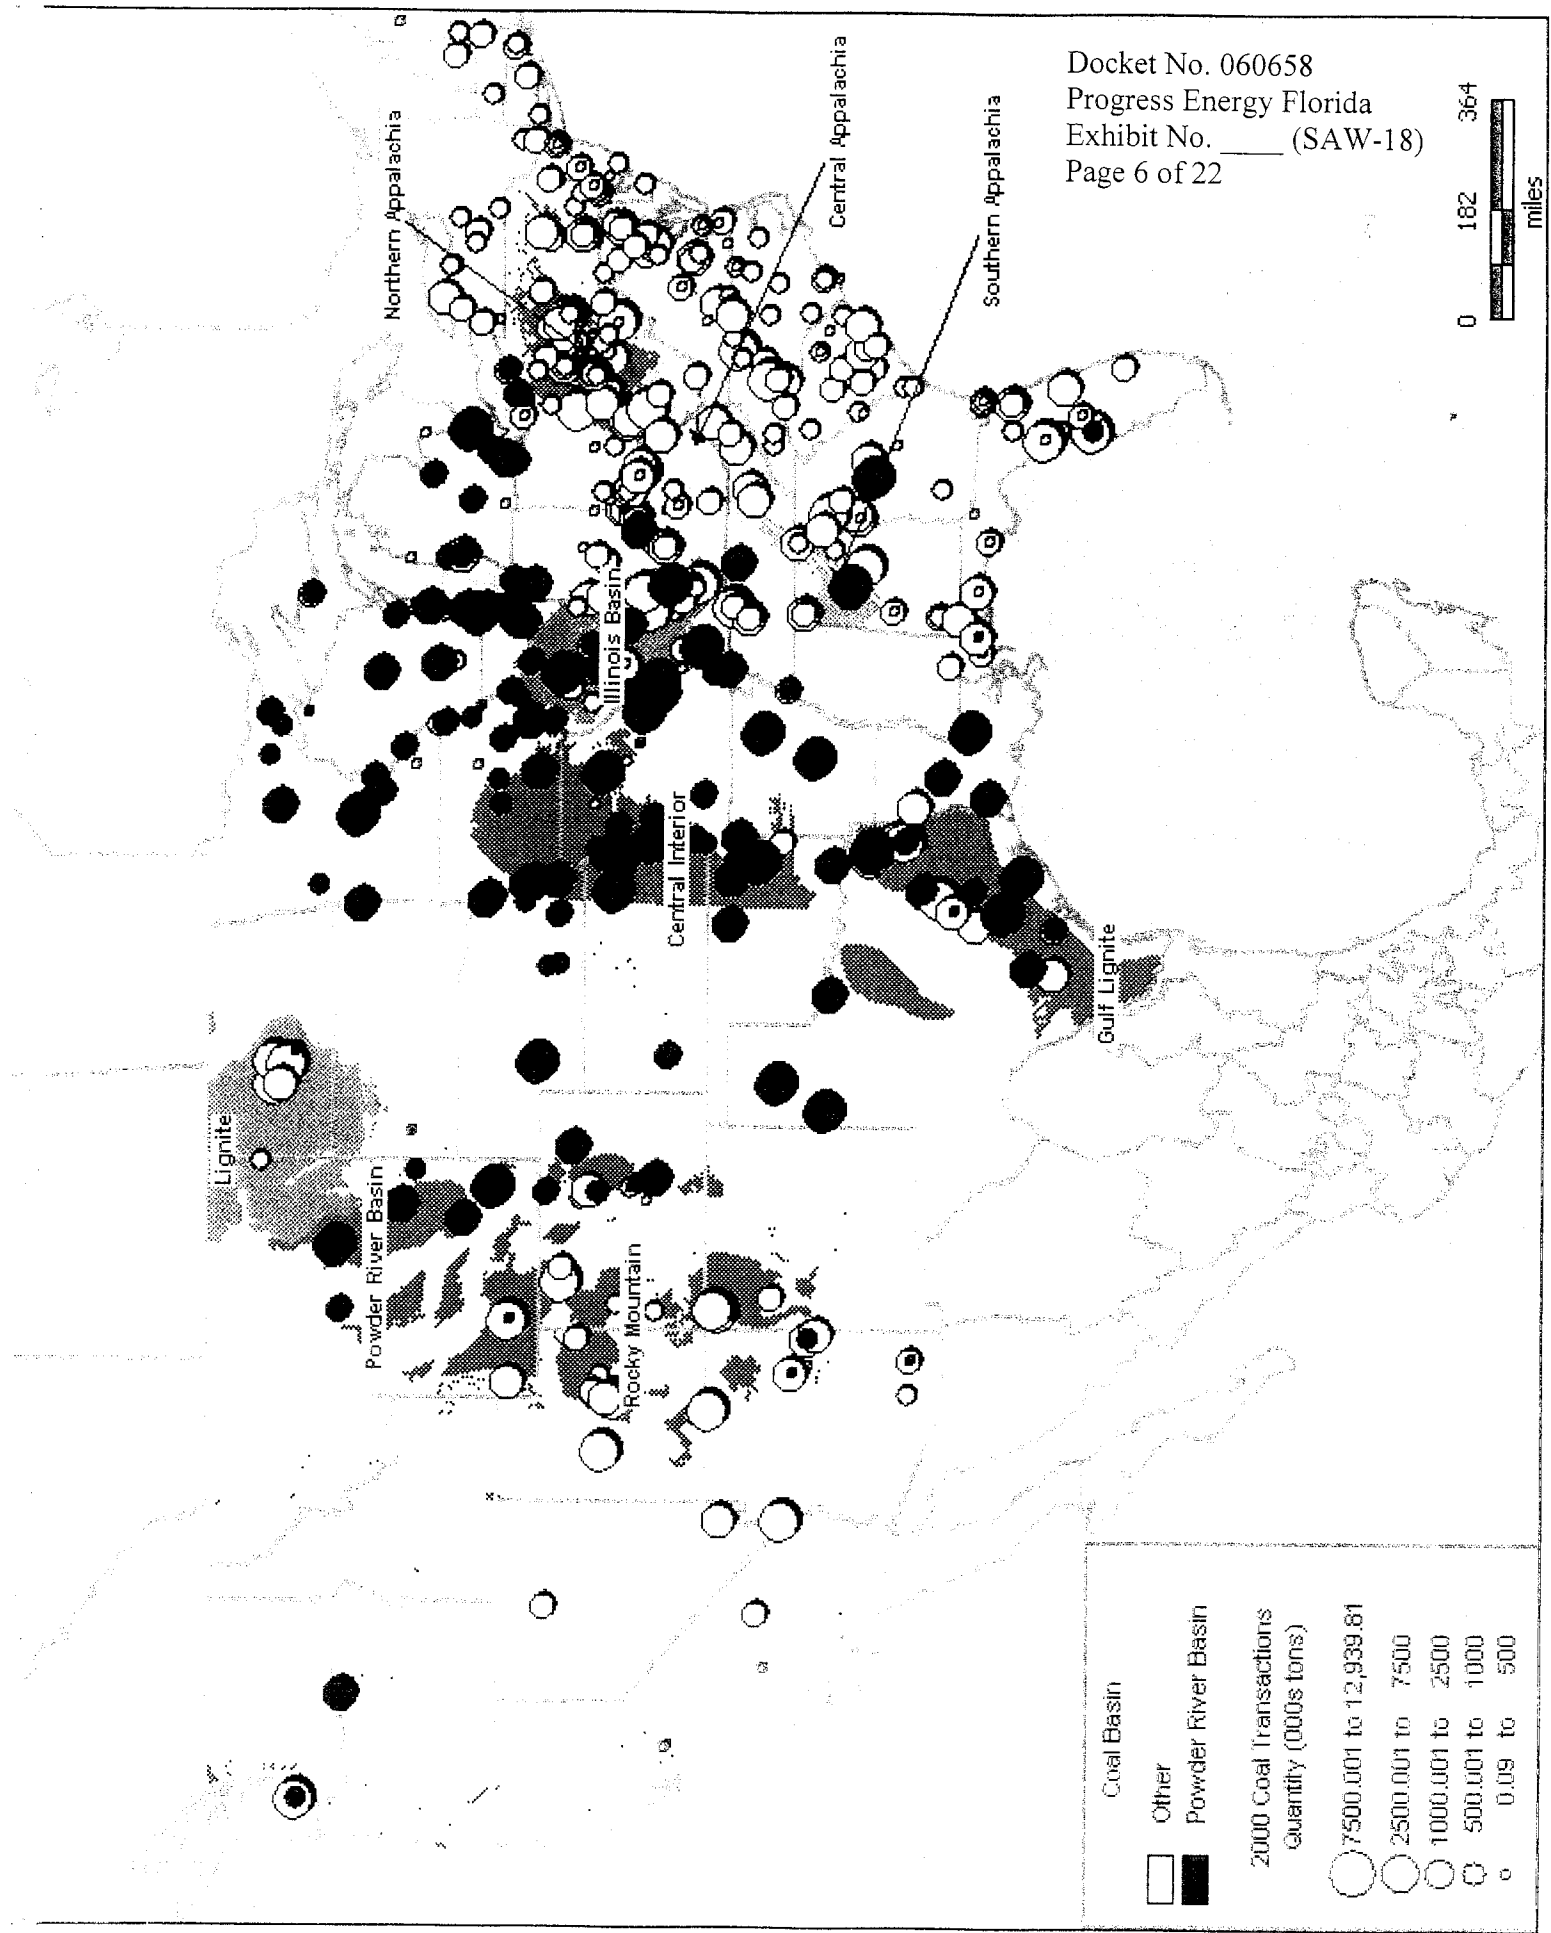 Docket No. 060658
Progress Energy Florida
Exhibit No. ____ (SAW-18)
Page 6 of 22
Northern Appalachia
Central Appalachia
Southern Appalachia
Illinois Basin
Central Interior
Gulf Lignite
Lignite
Powder River Basin
Rocky Mountain
0 182 364
miles
Coal Basin
Other
Powder River Basin
2000 Coal Transactions
Quantity (000s tons)
7500.001 to 12,939.81
2500.001 to 7500
1000.001 to 2500
500.001 to 1000
0.09 to 500